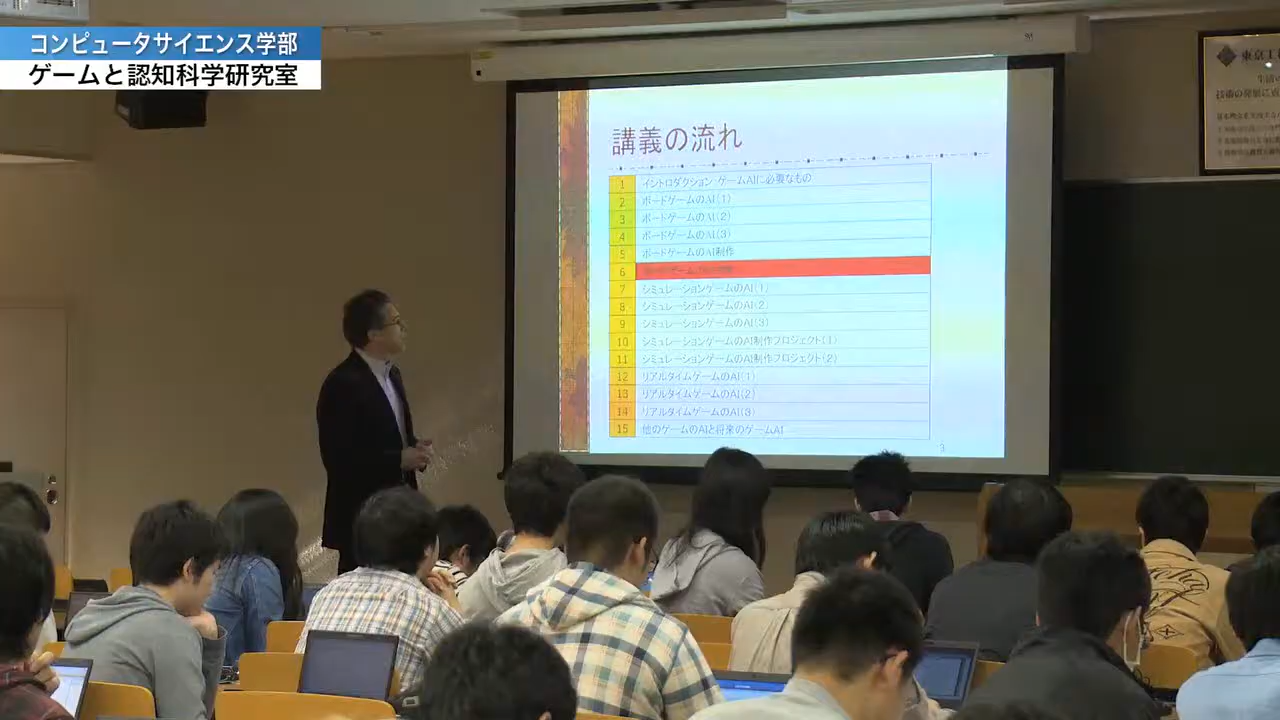 コンピュータサイエンス学部
ゲームと認知科学研究室
講義の流れ
1 イントロダクション ゲームAIに必要なもの
2 ボードゲームのAI(1)
3 ボードゲームのAI(2)
4 ボードゲームのAI(3)
5 ボードゲームのAI制作
6
7 シミュレーションゲームのAI(1)
8 シミュレーションゲームのAI(2)
9 シミュレーションゲームのAI(3)
10 シミュレーションゲームのAI制作プロジェクト(1)
11 シミュレーションゲームのAI制作プロジェクト(2)
12 リアルタイムゲームのAI(1)
13 リアルタイムゲームのAI(2)
14 リアルタイムゲームのAI(3)
15 他のゲームのAIと将来のゲームAI
3
東京工
生活の